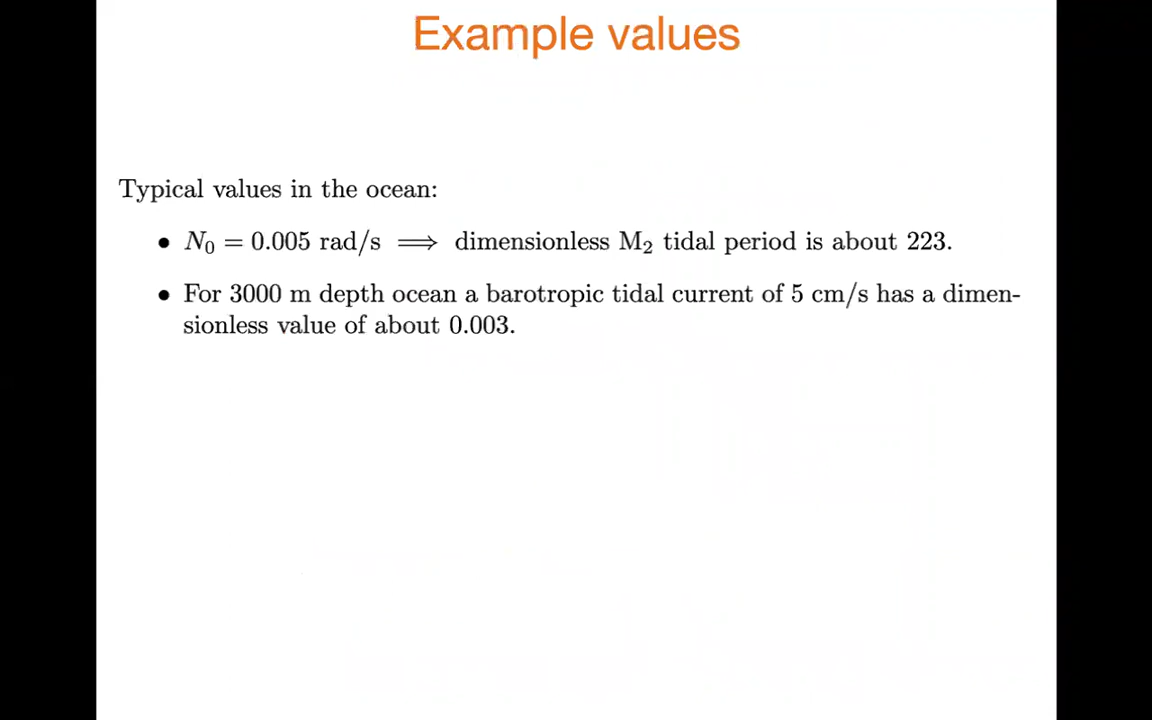 Example values
Typical values in the ocean:
• N₀ = 0.005 rad/s ⟹ dimensionless M₂ tidal period is about 223.
• For 3000 m depth ocean a barotropic tidal current of 5 cm/s has a dimen-
sionless value of about 0.003.